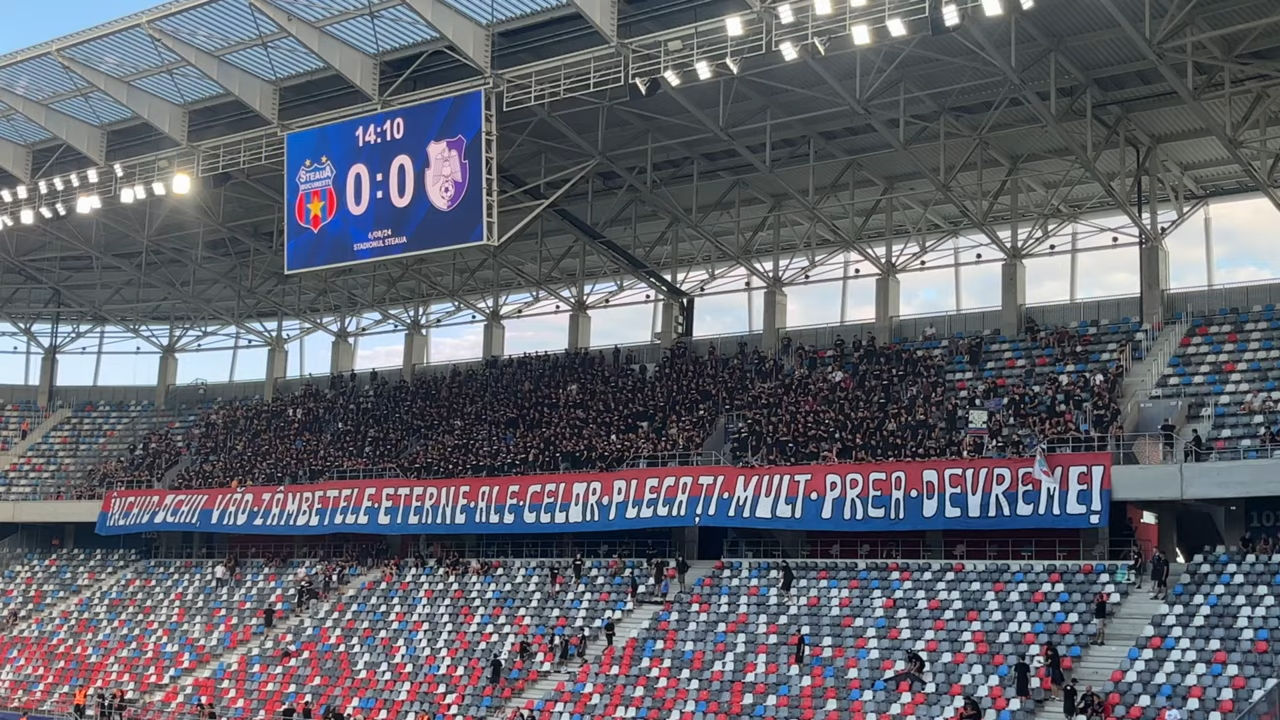 14:10
STEAUA
BUCUREȘTI
0:0
6/08/24
STADIONUL STEAUA
ÎNCHID OCHII, VĂD·ZÂMBETELE·ETERNE·ALE·CELOR·PLECAȚI·MULT·PREA·DEVREME!